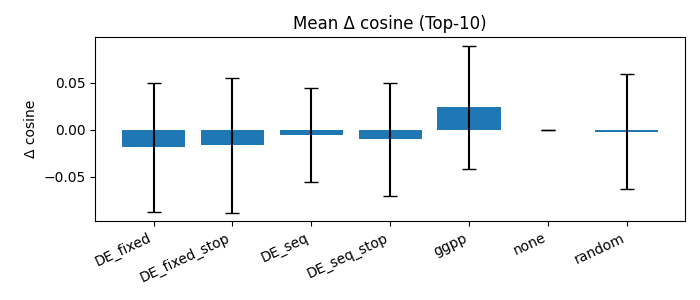 Mean Δ cosine (Top-10)
Δ cosine
0.05
0.00
−0.05
DE_fixed
DE_fixed_stop
DE_seq
DE_seq_stop
ggpp
none
random